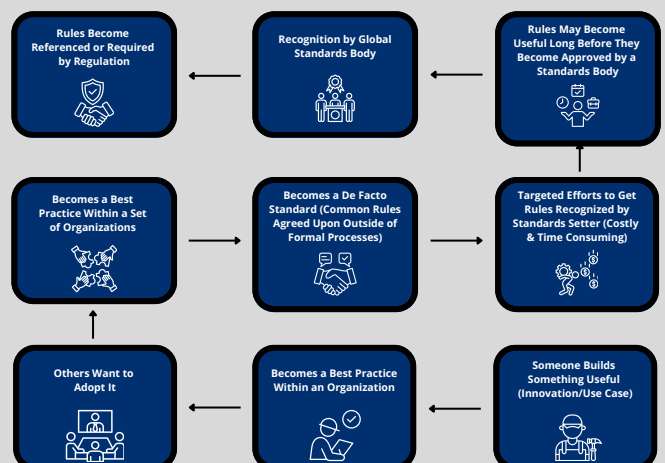 Rules Become
Referenced or Required
by Regulation
Recognition by Global
Standards Body
Rules May Become
Useful Long Before They
Become Approved by a
Standards Body
Becomes a Best
Practice Within a Set
of Organizations
Becomes a De Facto
Standard (Common Rules
Agreed Upon Outside of
Formal Processes)
Targeted Efforts to Get
Rules Recognized by
Standards Setter (Costly
& Time Consuming)
Others Want to
Adopt It
Becomes a Best Practice
Within an Organization
Someone Builds
Something Useful
(Innovation/Use Case)